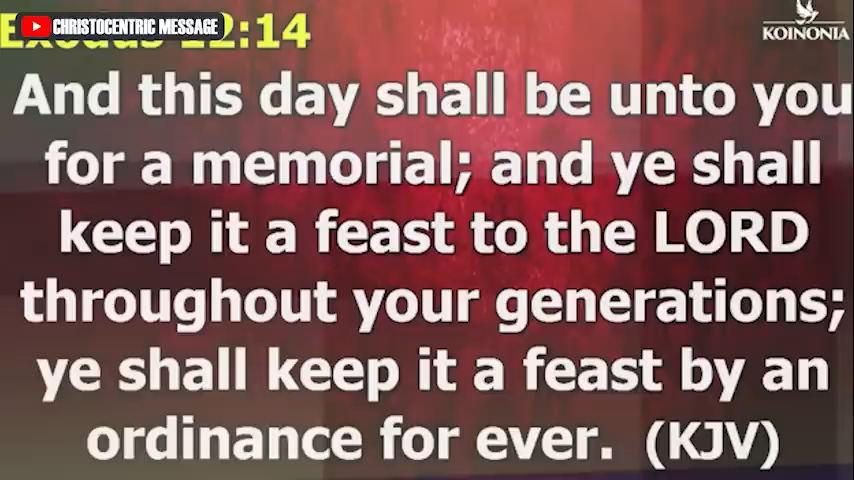 CHRISTOCENTRIC MESSAGE
Exodus 12:14
KOINONIA
And this day shall be unto you
for a memorial; and ye shall
keep it a feast to the LORD
throughout your generations;
ye shall keep it a feast by an
ordinance for ever. (KJV)